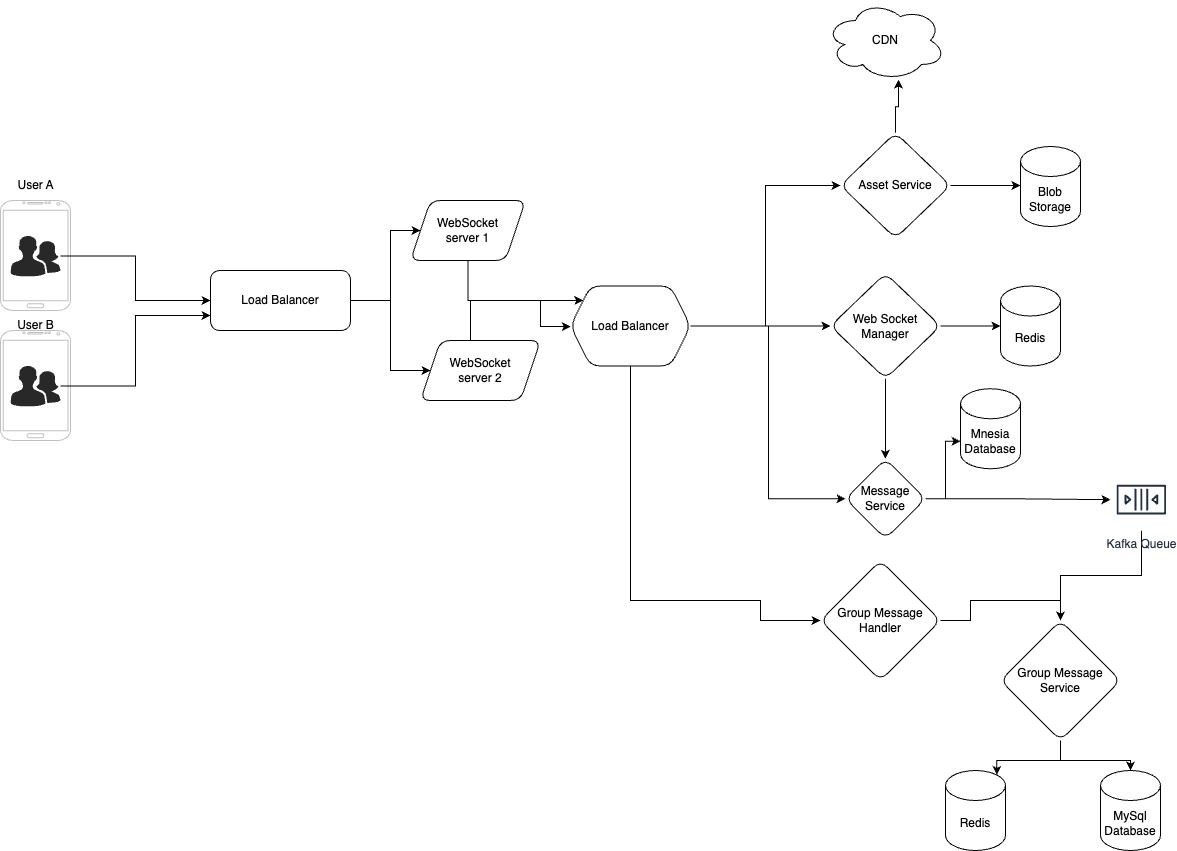 CDN
User A
Asset Service
Blob
Storage
WebSocket
server 1
Load Balancer
User B
Load Balancer
Web Socket
Manager
Redis
WebSocket
server 2
Mnesia
Database
Message
Service
Kafka Queue
Group Message
Handler
Group Message
Service
Redis
MySql
Database